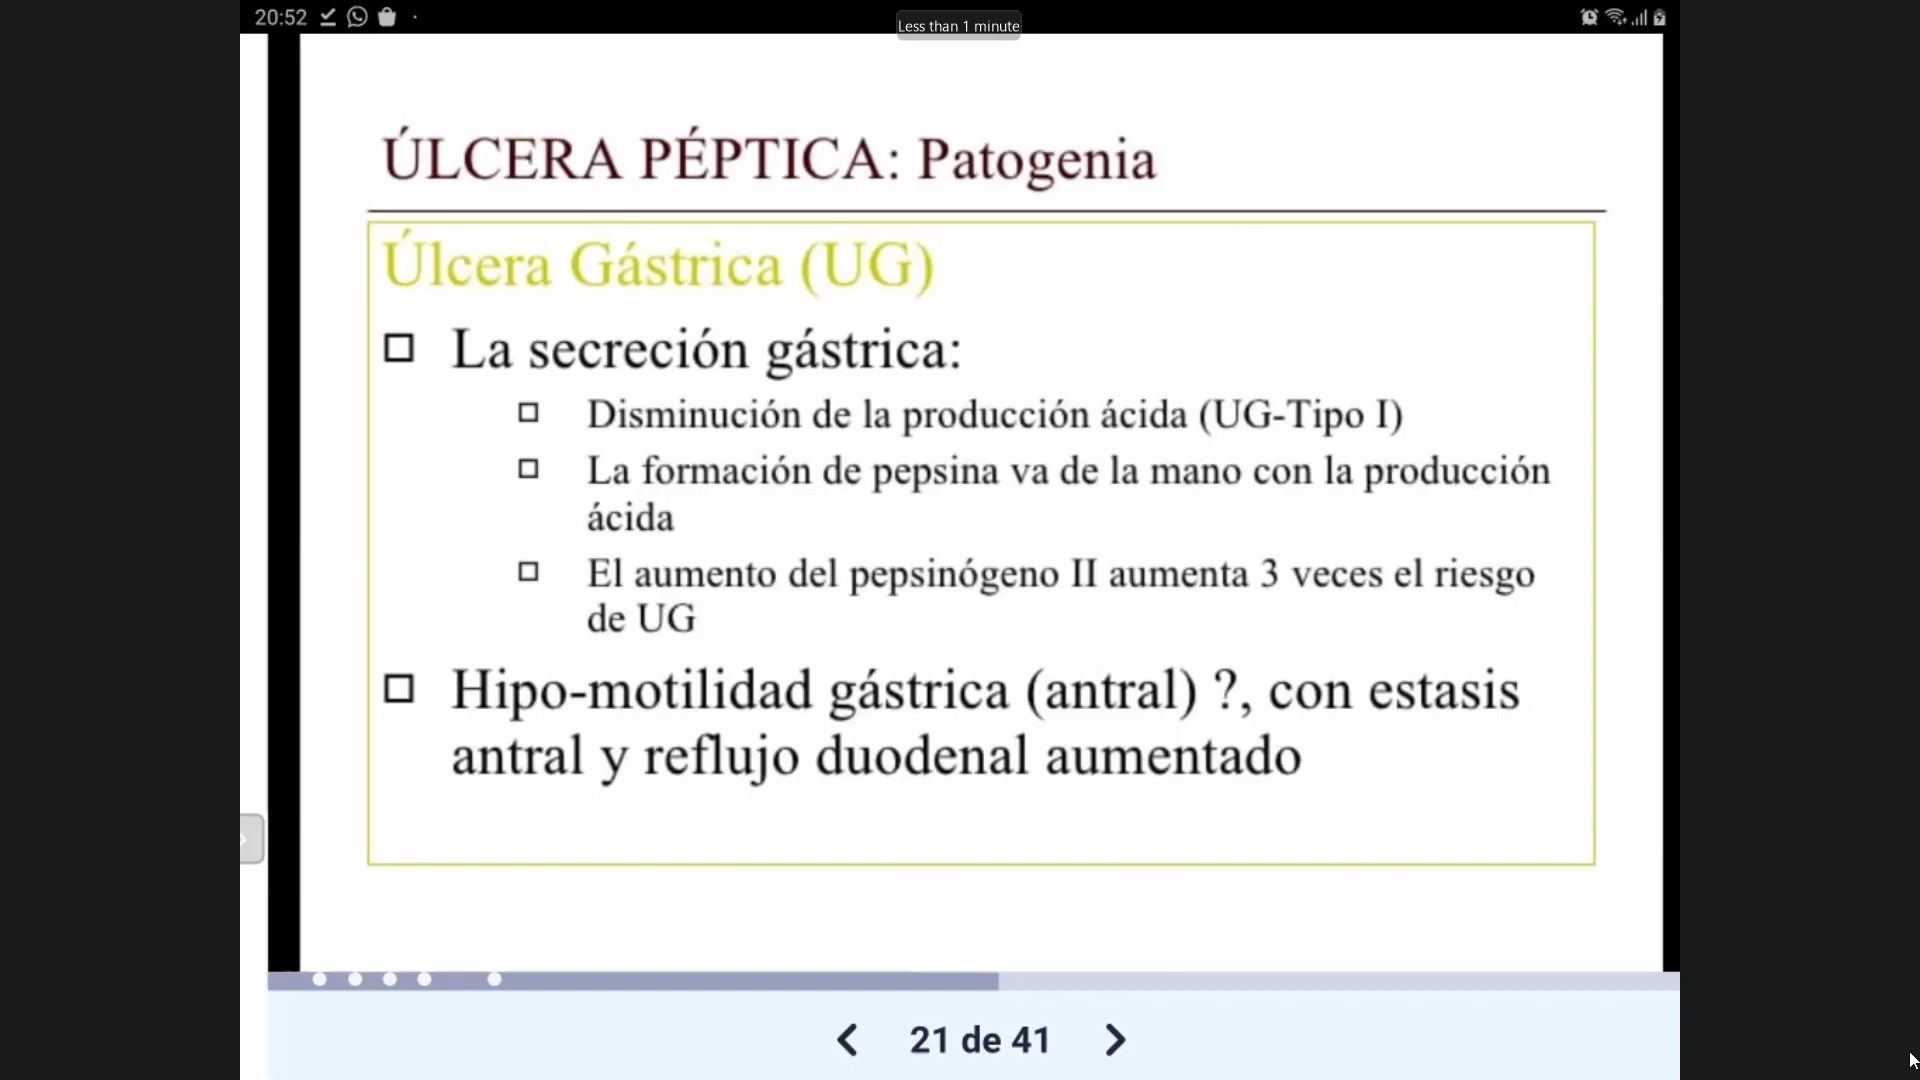 20:52
Less than 1 minute
ÚLCERA PÉPTICA: Patogenia
Úlcera Gástrica (UG)
La secreción gástrica:
Disminución de la producción ácida (UG-Tipo I)
La formación de pepsina va de la mano con la producción
ácida
El aumento del pepsinógeno II aumenta 3 veces el riesgo
de UG
Hipo-motilidad gástrica (antral) ?, con estasis
antral y reflujo duodenal aumentado
21 de 41